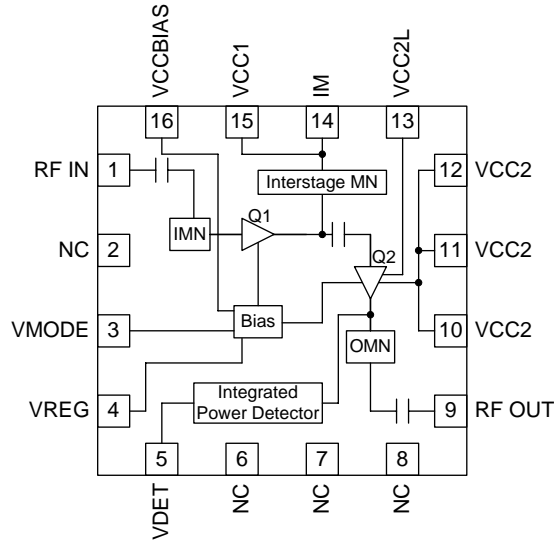 VCCBIAS
VCC1
IM
VCC2L
16
15
14
13
RF IN
1
12
VCC2
Interstage MN
Q1
IMN
NC
2
11
VCC2
Q2
VMODE
3
Bias
10
VCC2
OMN
VREG
4
Integrated
Power Detector
9
RF OUT
5
6
7
8
VDET
NC
NC
NC